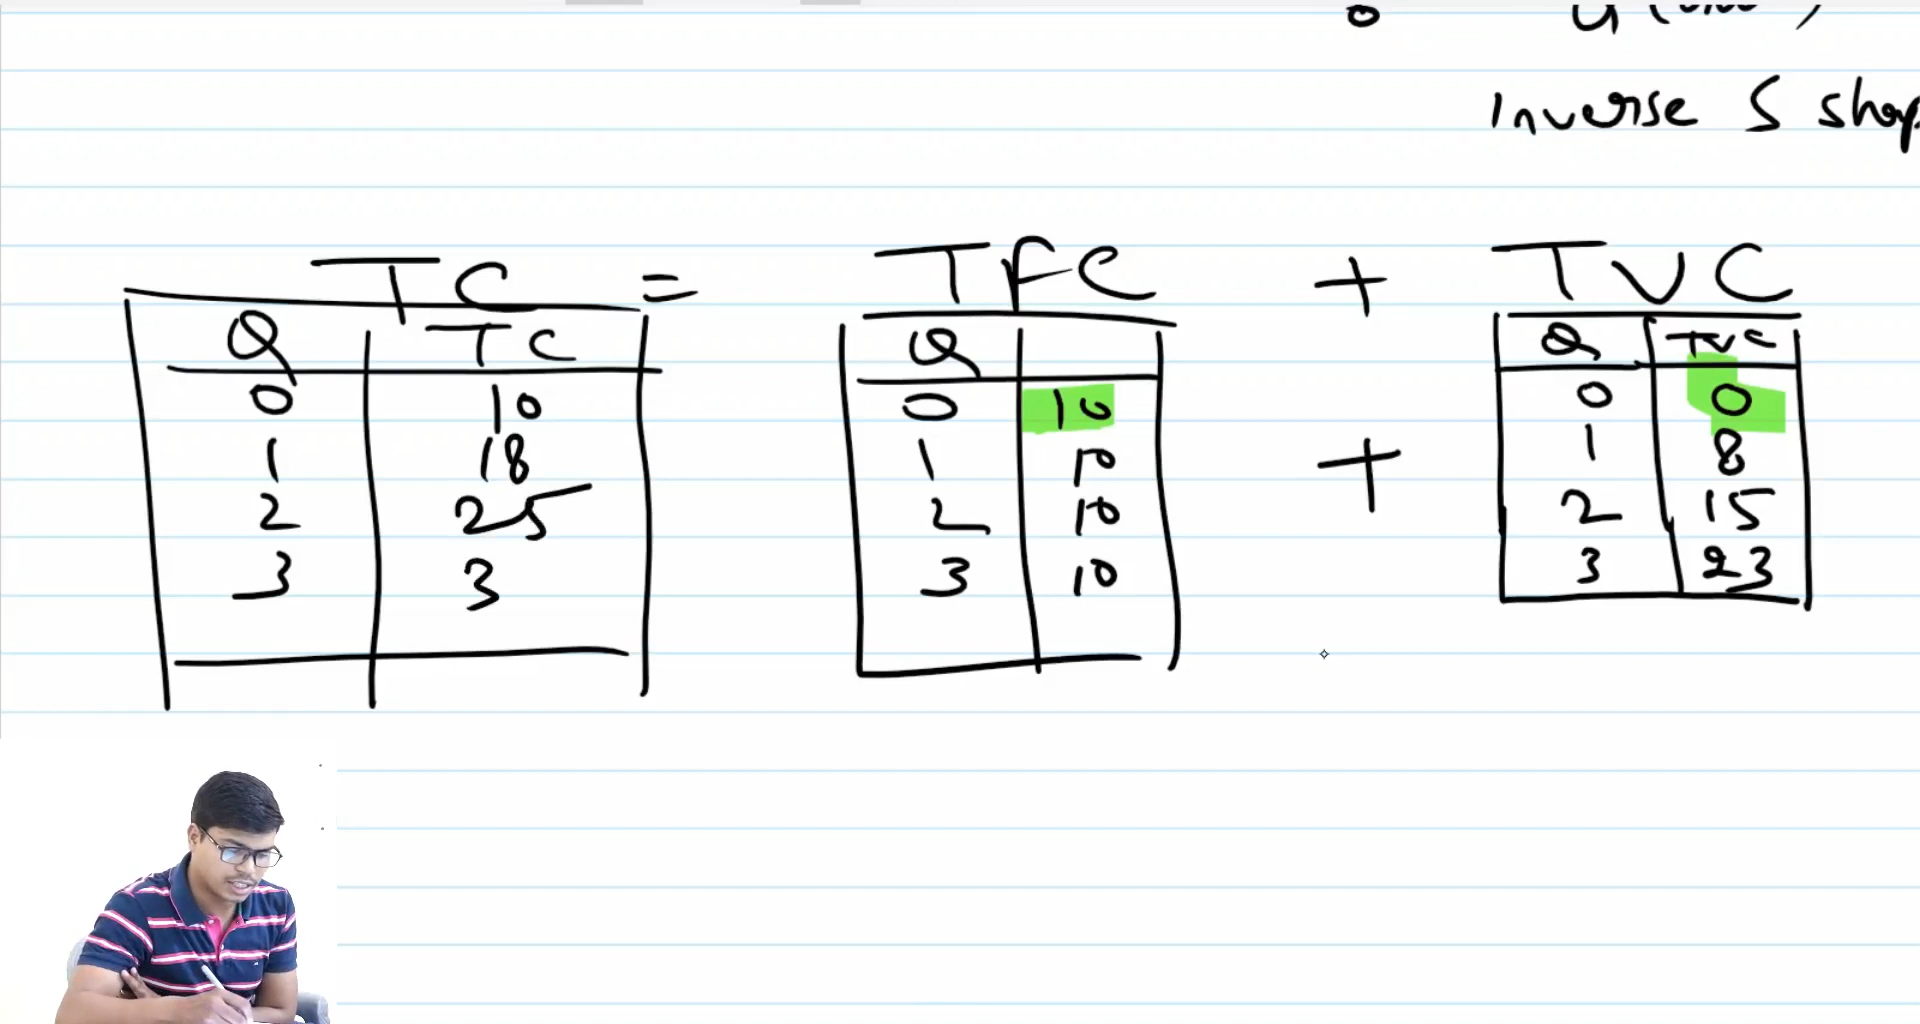 Inverse S
TC = TFC + TVC
Q TC Q Q TVC
0 10 0 10 0 0
1 18 1 10 + 1 8
2 25 2 10 2 15
3 3 3 10 3 23